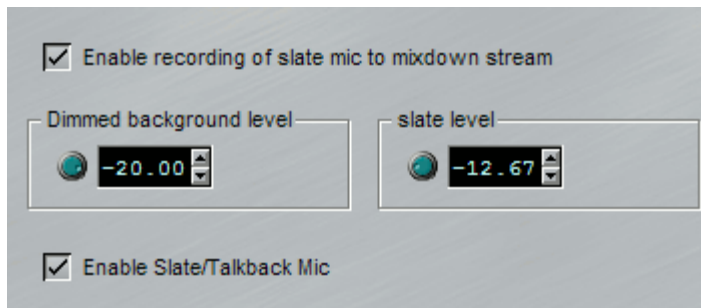 Enable recording of slate mic to mixdown stream
Dimmed background level
slate level
-20.00
-12.67
Enable Slate/Talkback Mic